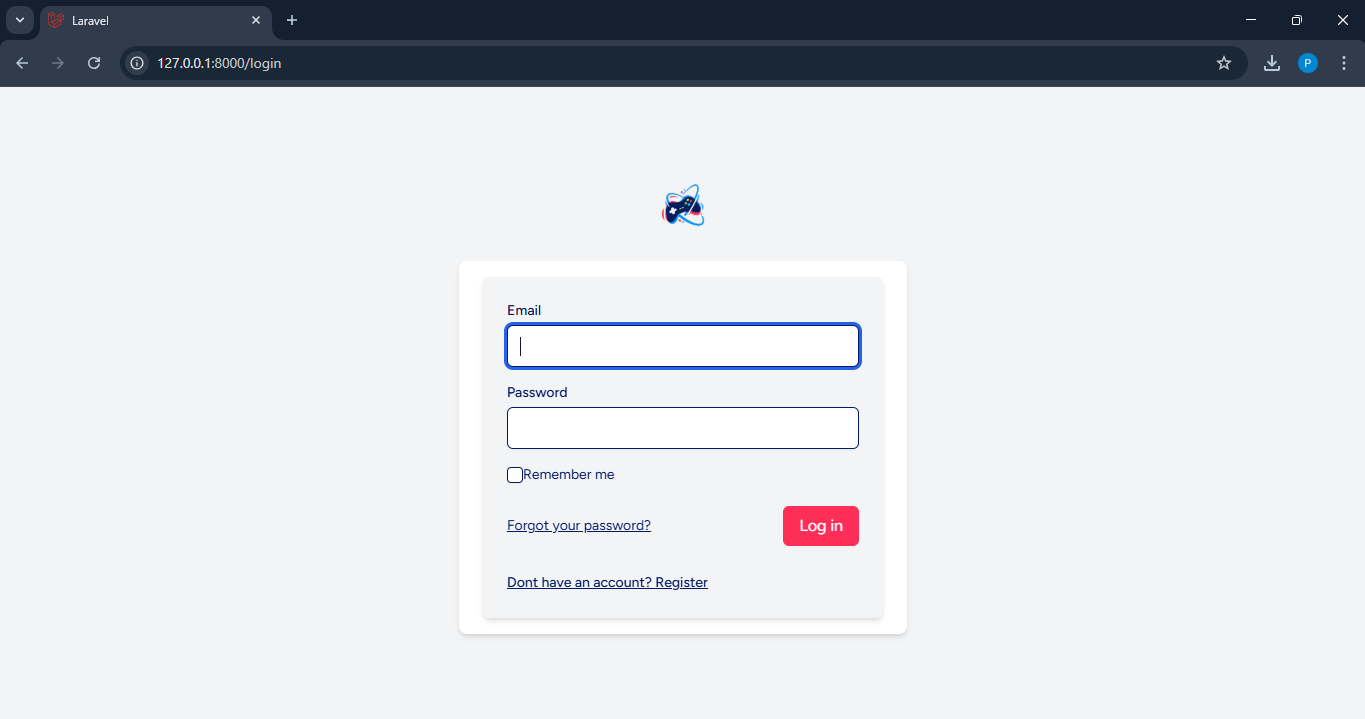 Laravel
127.0.0.1:8000/login
P
Email
Password
Remember me
Forgot your password?
Log in
Dont have an account? Register